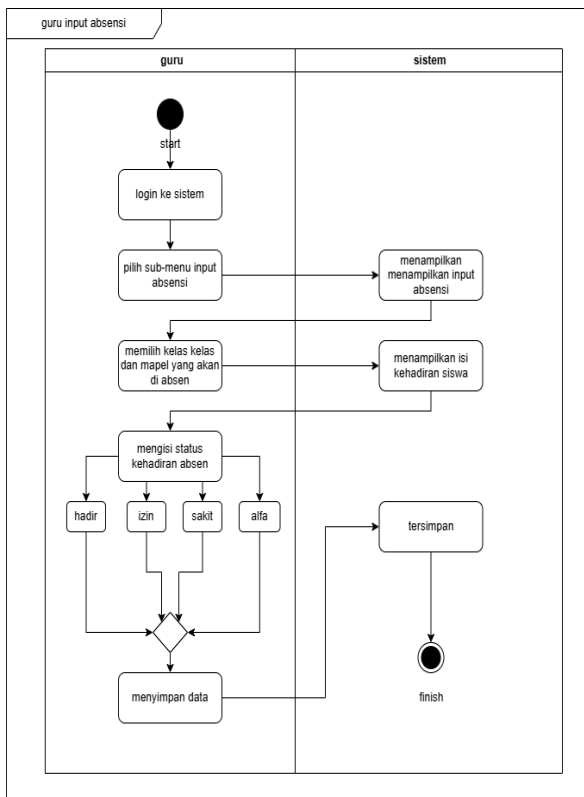 guru input absensi
guru
sistem
start
login ke sistem
pilih sub-menu input
absensi
menampilkan
menampilkan input
absensi
memilih kelas kelas
dan mapel yang akan
di absen
menampilkan isi
kehadiran siswa
mengisi status
kehadiran absen
hadir
izin
sakit
alfa
tersimpan
menyimpan data
finish